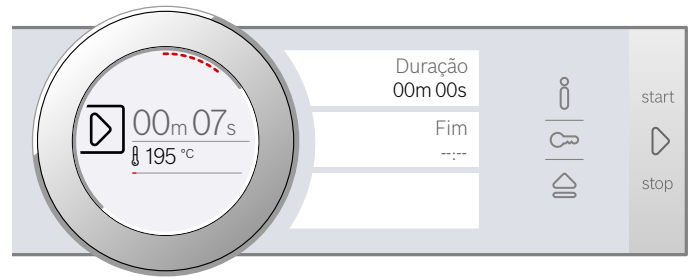 00m 07s
195 °C
Duração
00m 00s
Fim
--:--
start
stop